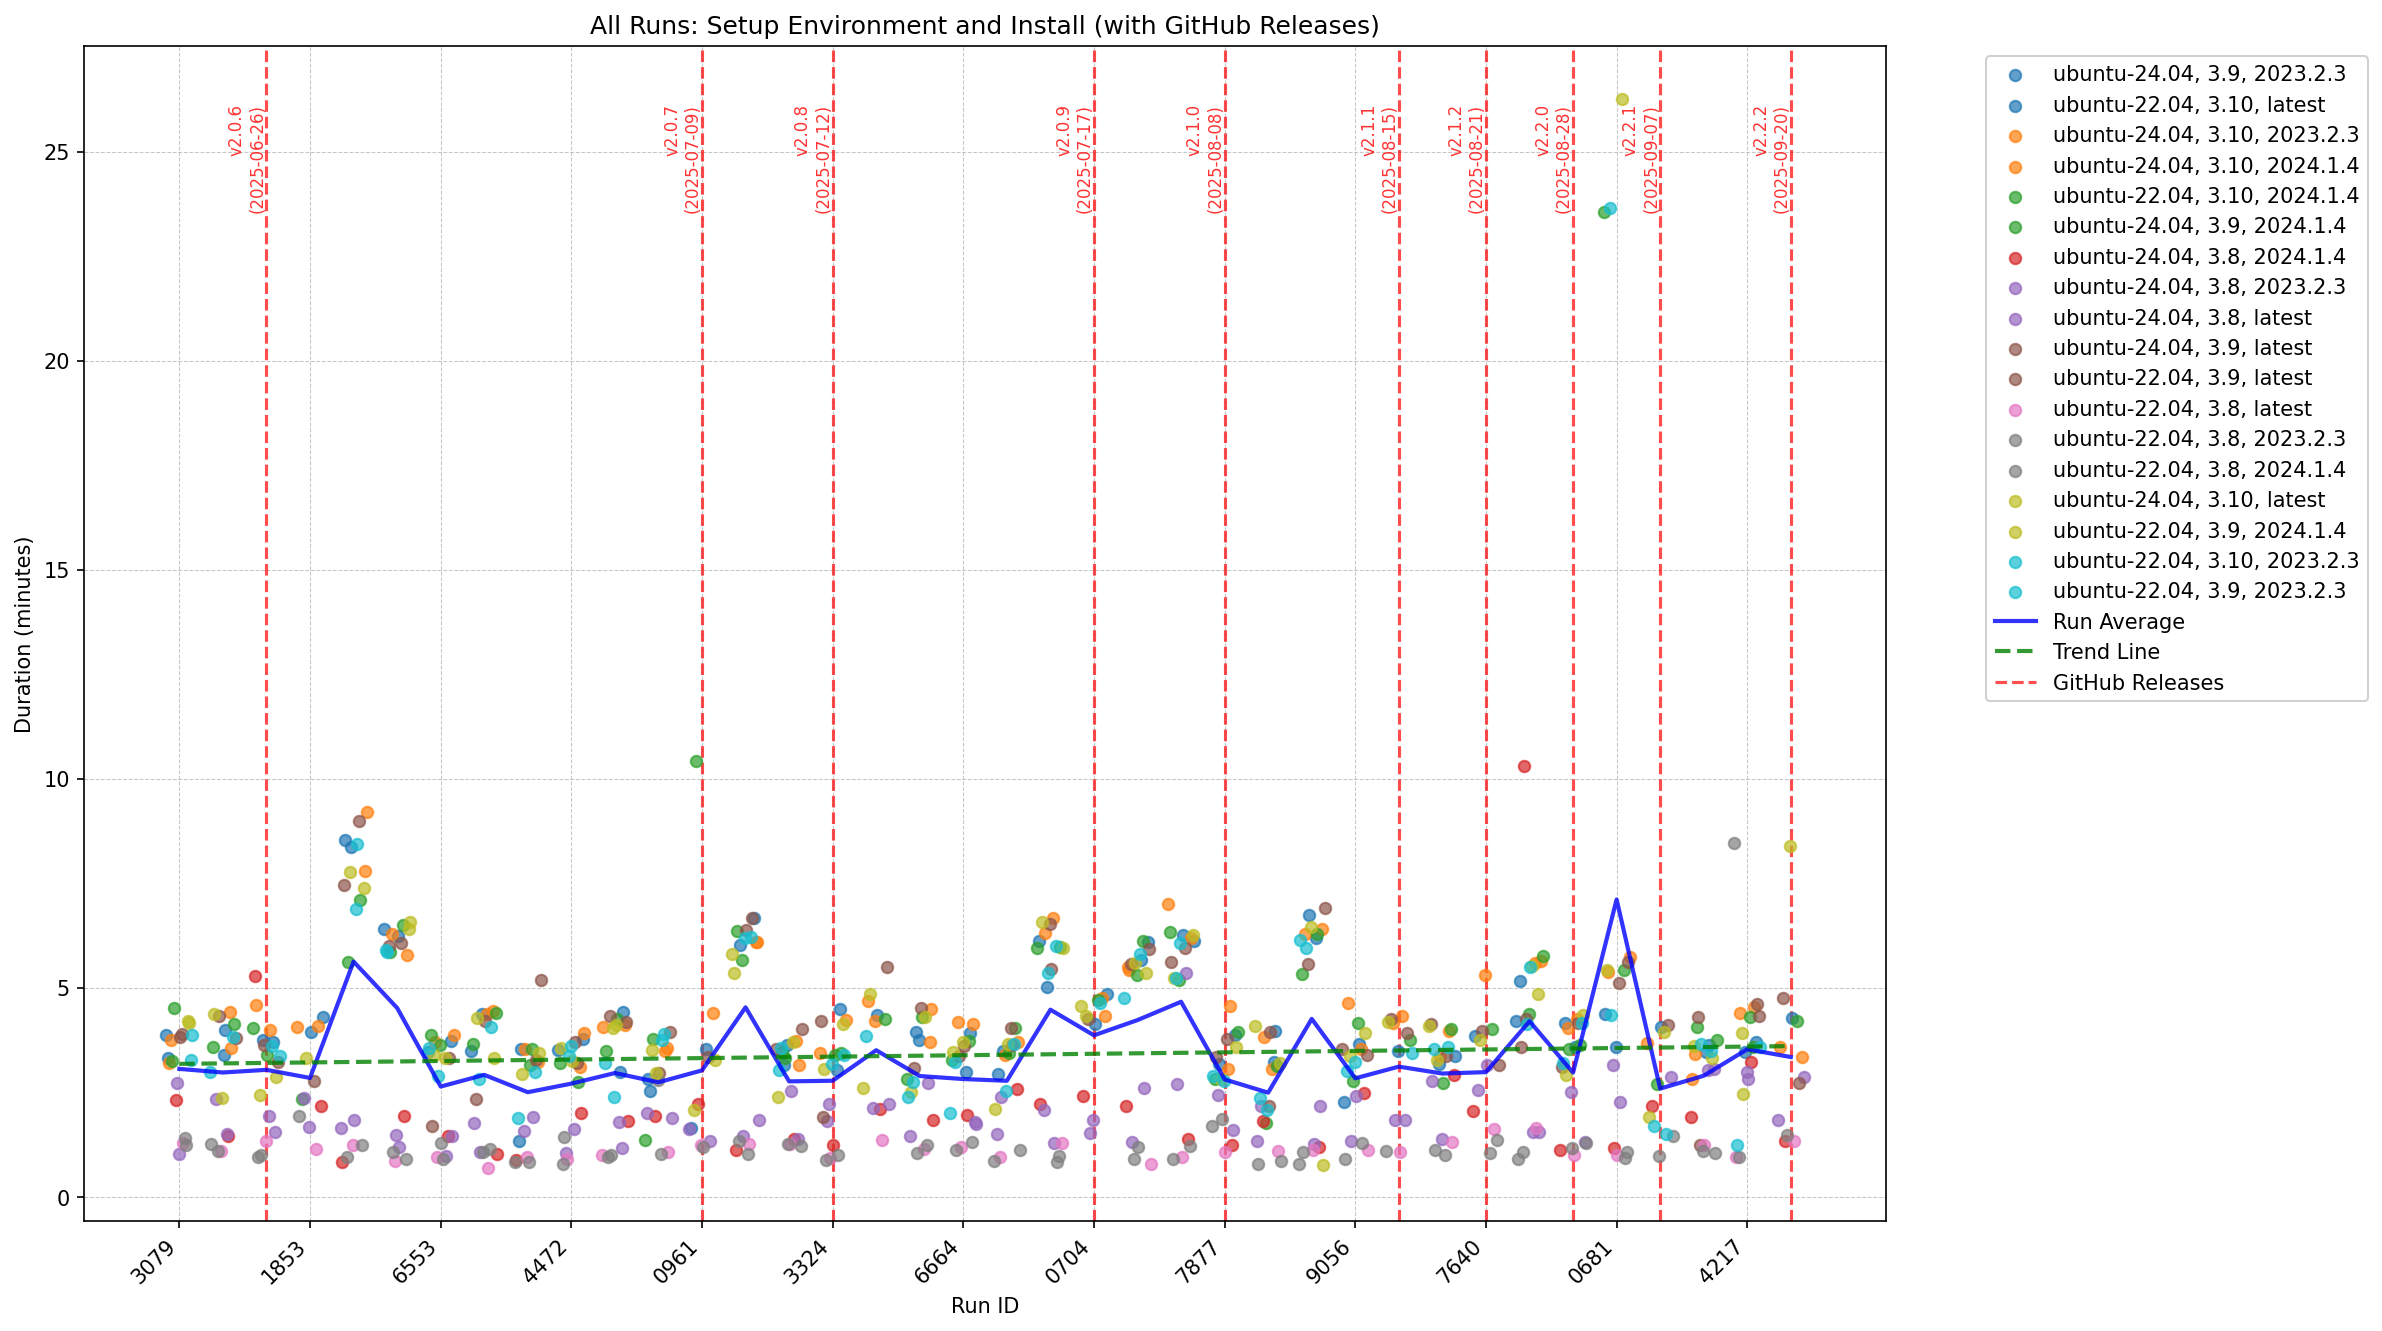 All Runs: Setup Environment and Install (with GitHub Releases)
v2.0.6
(2025-06-26)
v2.0.7
(2025-07-09)
v2.0.8
(2025-07-12)
v2.0.9
(2025-07-17)
v2.1.0
(2025-08-08)
v2.1.1
(2025-08-15)
v2.1.2
(2025-08-21)
v2.2.0
(2025-08-28)
v2.2.1
(2025-09-07)
v2.2.2
(2025-09-20)
Duration (minutes)
25
20
15
10
5
0
3079
1853
6553
4472
0961
3324
6664
0704
7877
9056
7640
0681
4217
Run ID
ubuntu-24.04, 3.9, 2023.2.3
ubuntu-22.04, 3.10, latest
ubuntu-24.04, 3.10, 2023.2.3
ubuntu-24.04, 3.10, 2024.1.4
ubuntu-22.04, 3.10, 2024.1.4
ubuntu-24.04, 3.9, 2024.1.4
ubuntu-24.04, 3.8, 2024.1.4
ubuntu-24.04, 3.8, 2023.2.3
ubuntu-24.04, 3.8, latest
ubuntu-24.04, 3.9, latest
ubuntu-22.04, 3.9, latest
ubuntu-22.04, 3.8, latest
ubuntu-22.04, 3.8, 2023.2.3
ubuntu-22.04, 3.8, 2024.1.4
ubuntu-24.04, 3.10, latest
ubuntu-22.04, 3.9, 2024.1.4
ubuntu-22.04, 3.10, 2023.2.3
ubuntu-22.04, 3.9, 2023.2.3
Run Average
Trend Line
GitHub Releases